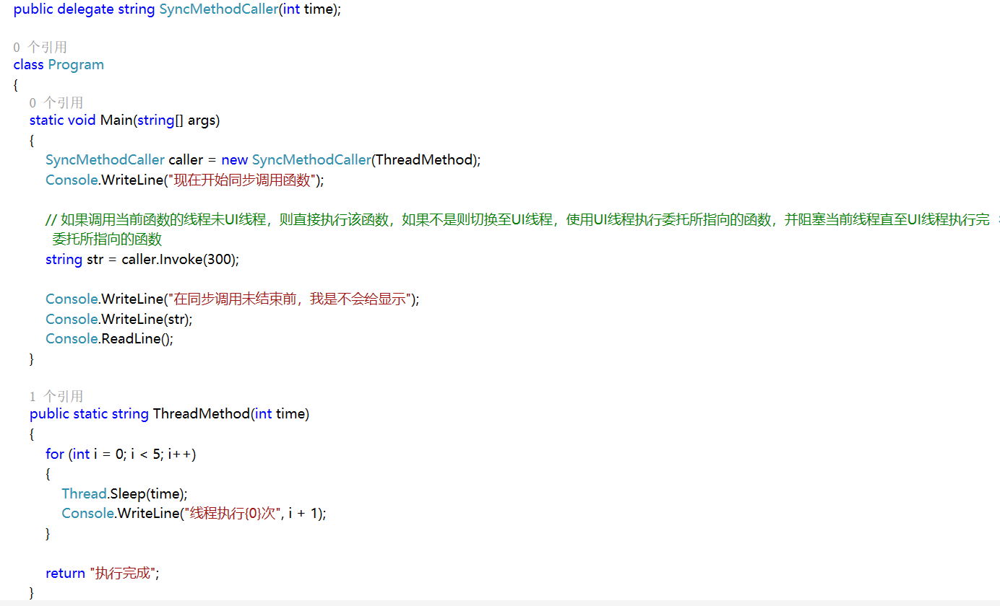 public delegate string SyncMethodCaller(int time);
0 个引用
class Program
{
0 个引用
static void Main(string[] args)
{
SyncMethodCaller caller = new SyncMethodCaller(ThreadMethod);
Console.WriteLine("现在开始同步调用函数");
// 如果调用当前函数的线程未UI线程，则直接执行该函数，如果不是则切换至UI线程，使用UI线程执行委托所指向的函数，并阻塞当前线程直至UI线程执行完
委托所指向的函数
string str = caller.Invoke(300);
Console.WriteLine("在同步调用未结束前，我是不会给显示");
Console.WriteLine(str);
Console.ReadLine();
}
1 个引用
public static string ThreadMethod(int time)
{
for (int i = 0; i < 5; i++)
{
Thread.Sleep(time);
Console.WriteLine("线程执行{0}次", i + 1);
}
return "执行完成";
}